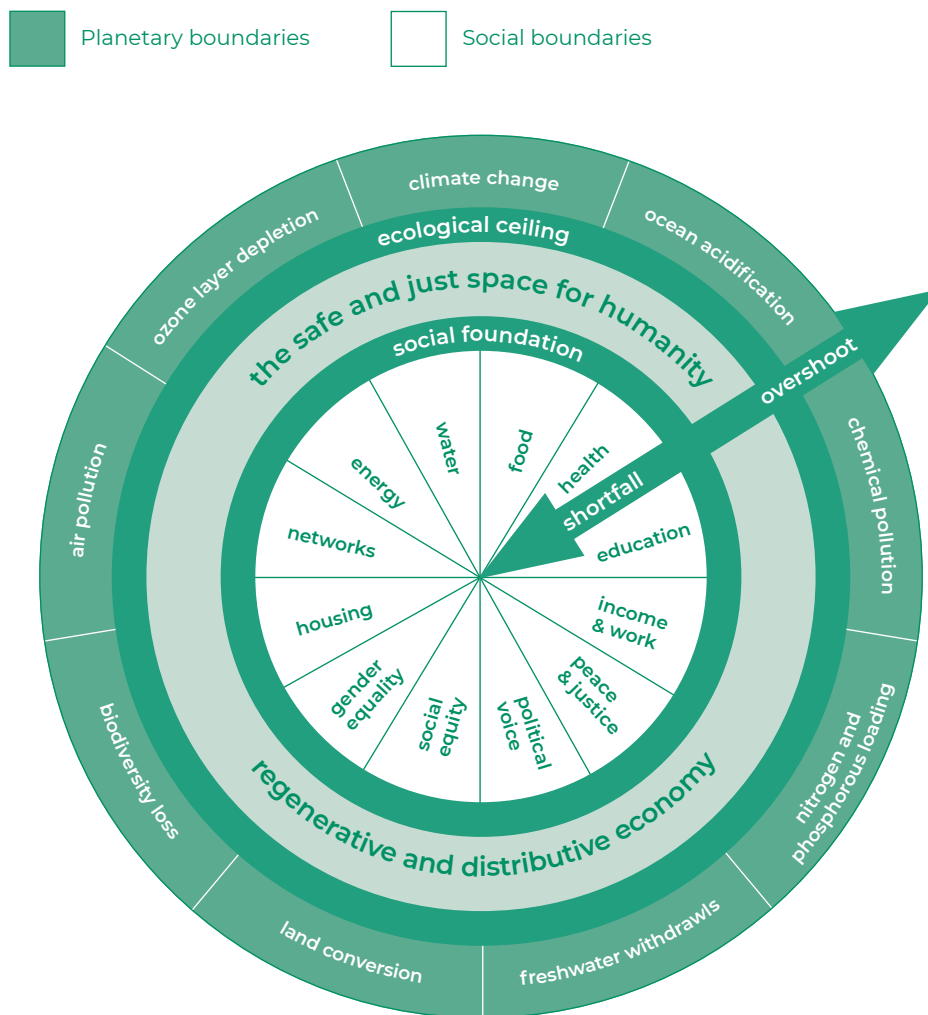 Planetary boundaries
Social boundaries
climate change
ocean acidification
chemical pollution
nitrogen and
phosphorous loading
freshwater withdrawls
land conversion
biodiversity loss
air pollution
ozone layer depletion
ecological ceiling
the safe and just space for humanity
social foundation
overshoot
shortfall
water
food
health
education
income
& work
peace
& justice
political
voice
social
equity
gender
equality
housing
networks
energy
regenerative and distributive economy